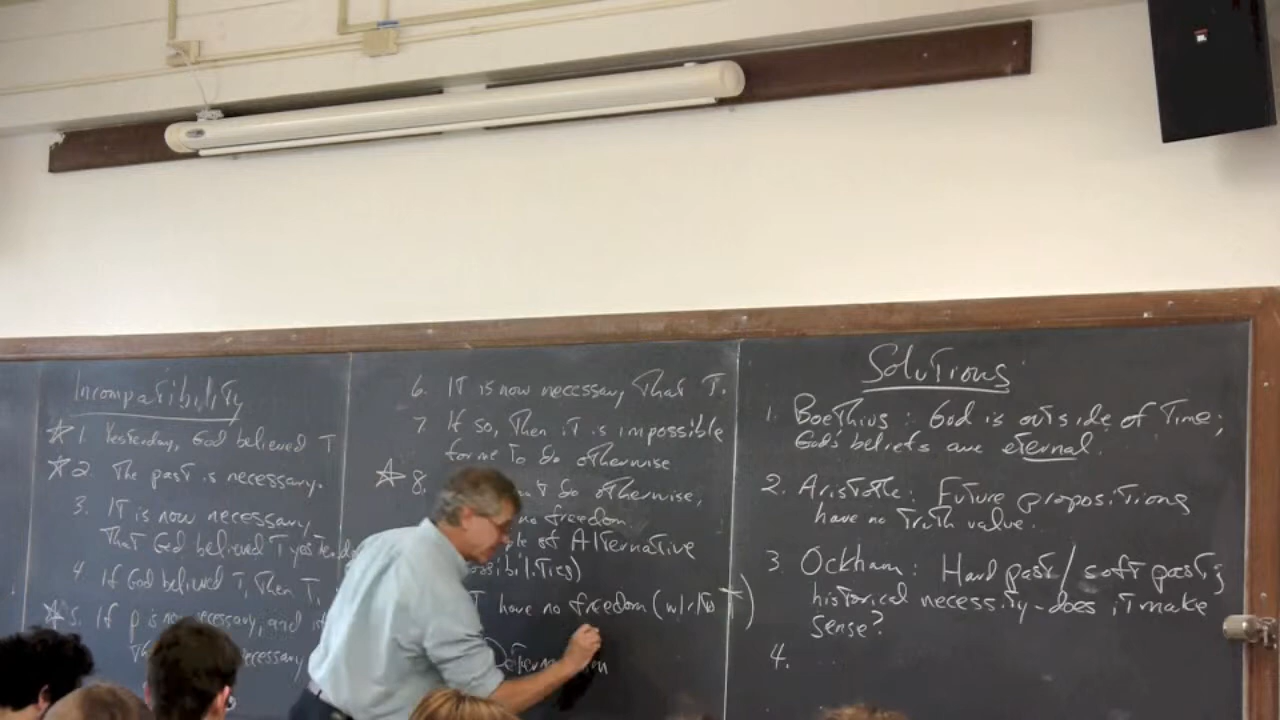 Incompatibility
1. Yesterday, God believed T
2. The past is necessary.
3. It is now necessary
that God believed T yesterday
4. If God believed T, then T.
5. If p is now necessary, and if
necessary
6. It is now necessary that T.
7. If so, then it is impossible
for me to do otherwise
8. do otherwise,
no freedom
of Alternative
Possibilities)
have no freedom (w/r/to T)
Solutions
1. Boethius: God is outside of time;
God's beliefs are eternal.
2. Aristotle: Future propositions
have no truth value.
3. Ockham: Hard past/soft past;
historical necessity - does it make
sense?
4.